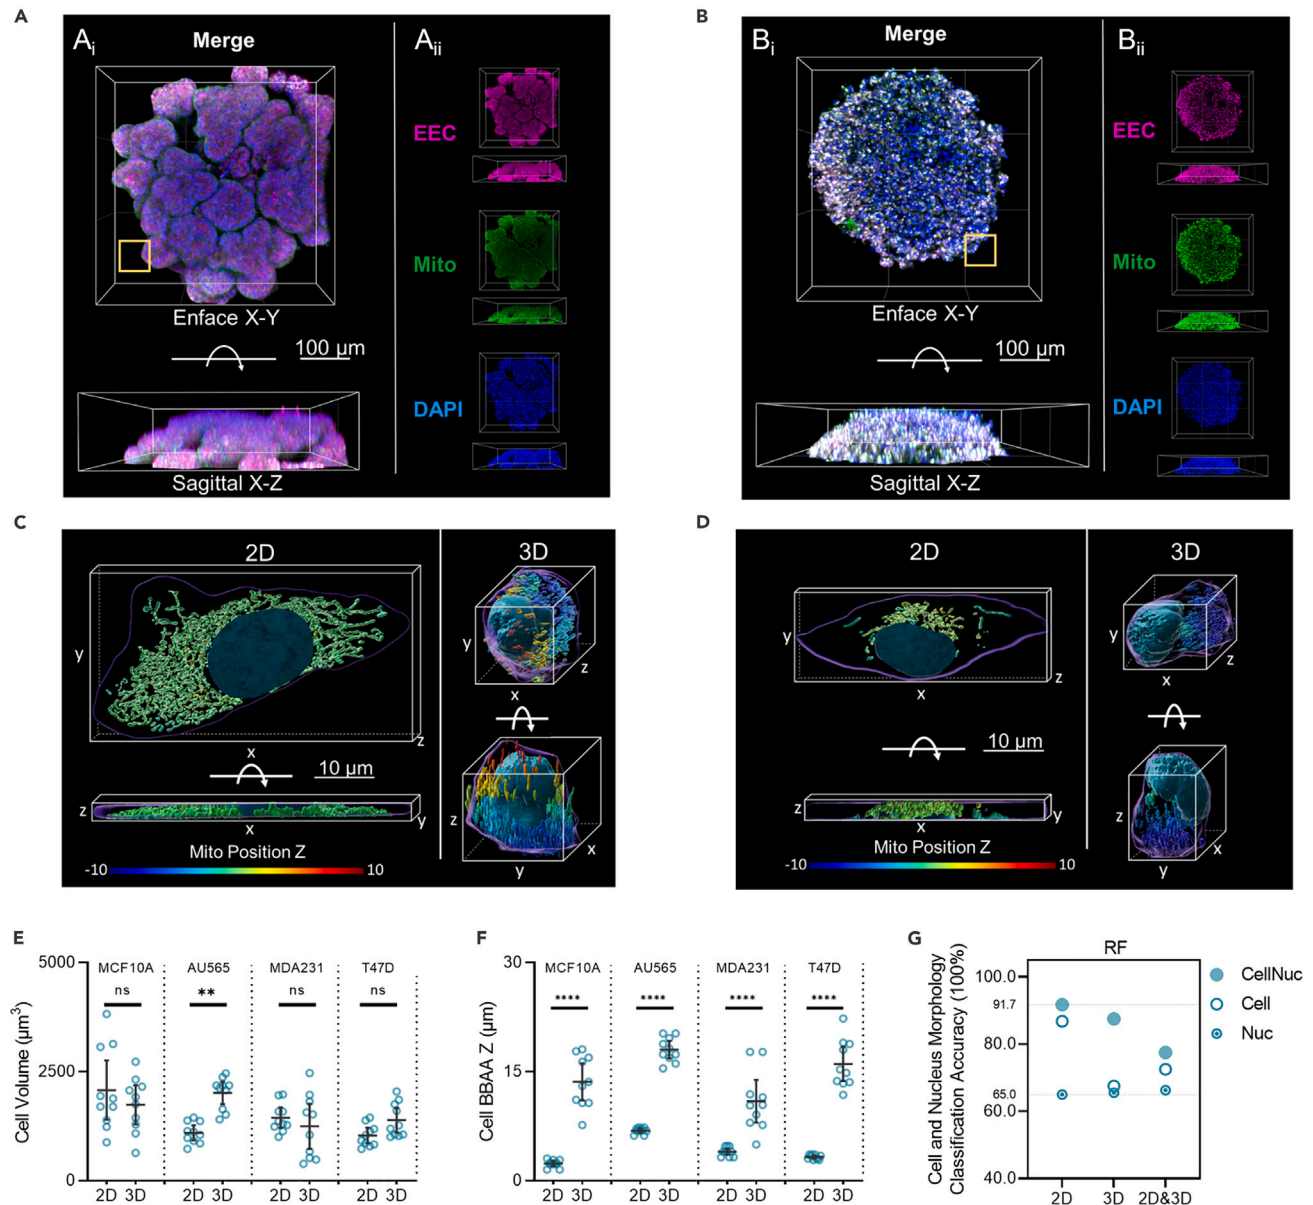 A
Ai
Merge
Aii
EEC
Mito
DAPI
Enface X-Y
100 µm
Sagittal X-Z
B
Bi
Merge
Bii
EEC
Mito
DAPI
Enface X-Y
100 µm
Sagittal X-Z
C
2D
3D
y
z
x
10 µm
z
y
x
Mito Position Z
-10
10
y
z
x
z
x
y
D
2D
3D
y
z
x
10 µm
z
y
x
Mito Position Z
-10
10
y
z
x
z
x
y
E
Cell Volume (µm³)
5000
2500
0
MCF10A
AU565
MDA231
T47D
ns
**
ns
ns
2D 3D 2D 3D 2D 3D 2D 3D
F
Cell BBAA Z (µm)
30
15
0
MCF10A
AU565
MDA231
T47D
****
****
****
****
2D 3D 2D 3D 2D 3D 2D 3D
G
RF
Cell and Nucleus Morphology
Classification Accuracy (100%)
100.0
91.7
80.0
65.0
60.0
40.0
2D 3D 2D&3D
CellNuc
Cell
Nuc